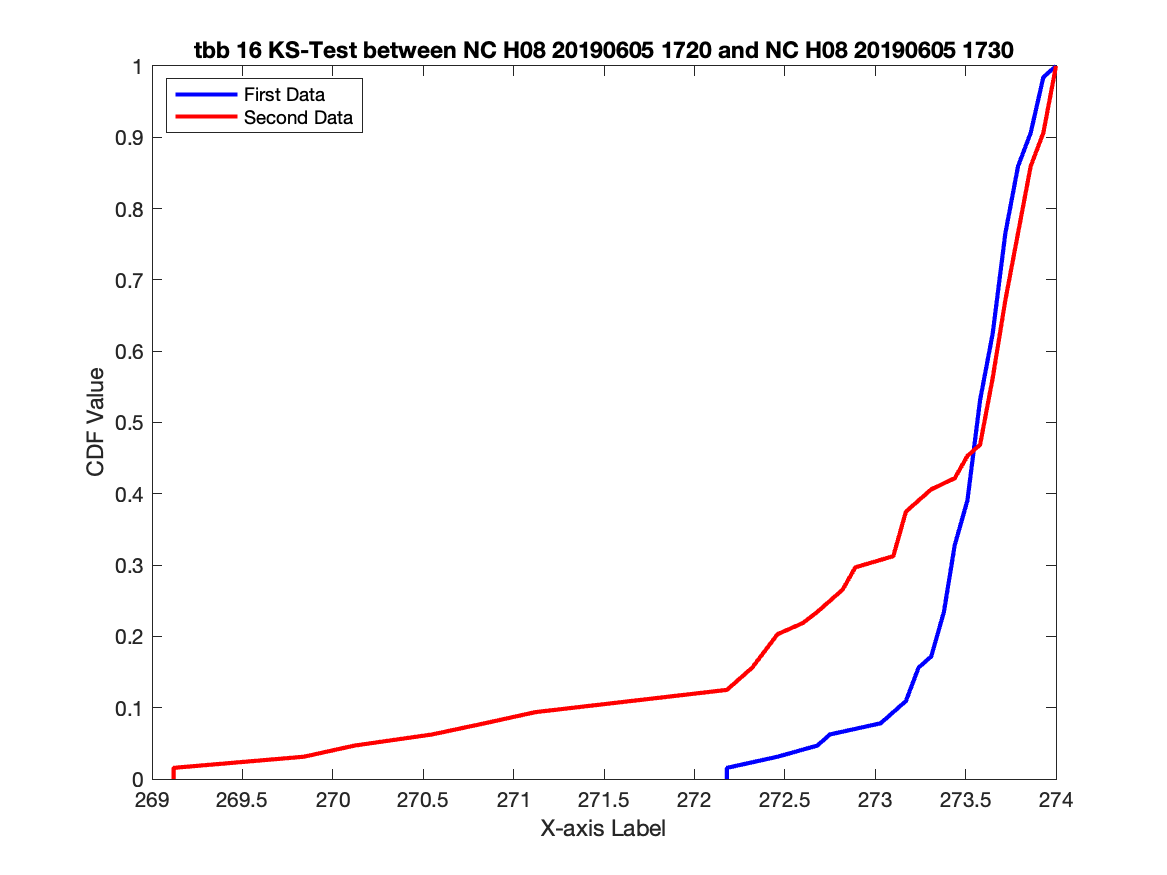 tbb 16 KS-Test between NC H08 20190605 1720 and NC H08 20190605 1730
First Data
Second Data
1
0.9
0.8
0.7
0.6
0.5
0.4
0.3
0.2
0.1
0
CDF Value
269 269.5 270 270.5 271 271.5 272 272.5 273 273.5 274
X-axis Label